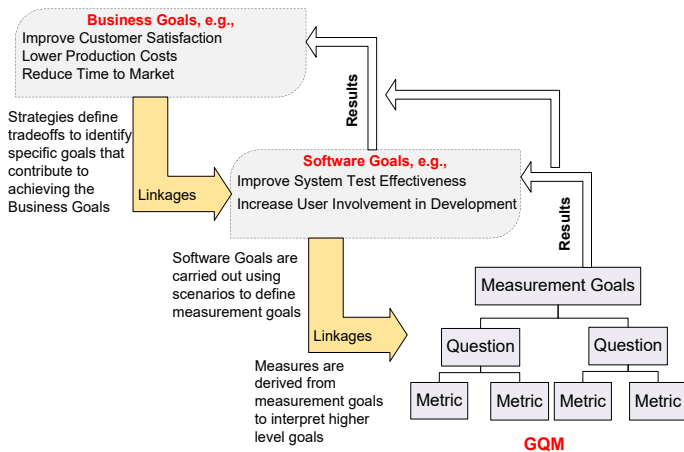 Business Goals, e.g.,
Improve Customer Satisfaction
Lower Production Costs
Reduce Time to Market
Results
Strategies define
tradeoffs to identify
specific goals that
contribute to
achieving the
Business Goals
Linkages
Software Goals, e.g.,
Improve System Test Effectiveness
Increase User Involvement in Development
Results
Software Goals are
carried out using
scenarios to define
measurement goals
Linkages
Measurement Goals
Question
Question
Metric
Metric
Metric
Metric
Measures are
derived from
measurement goals
to interpret higher
level goals
GQM